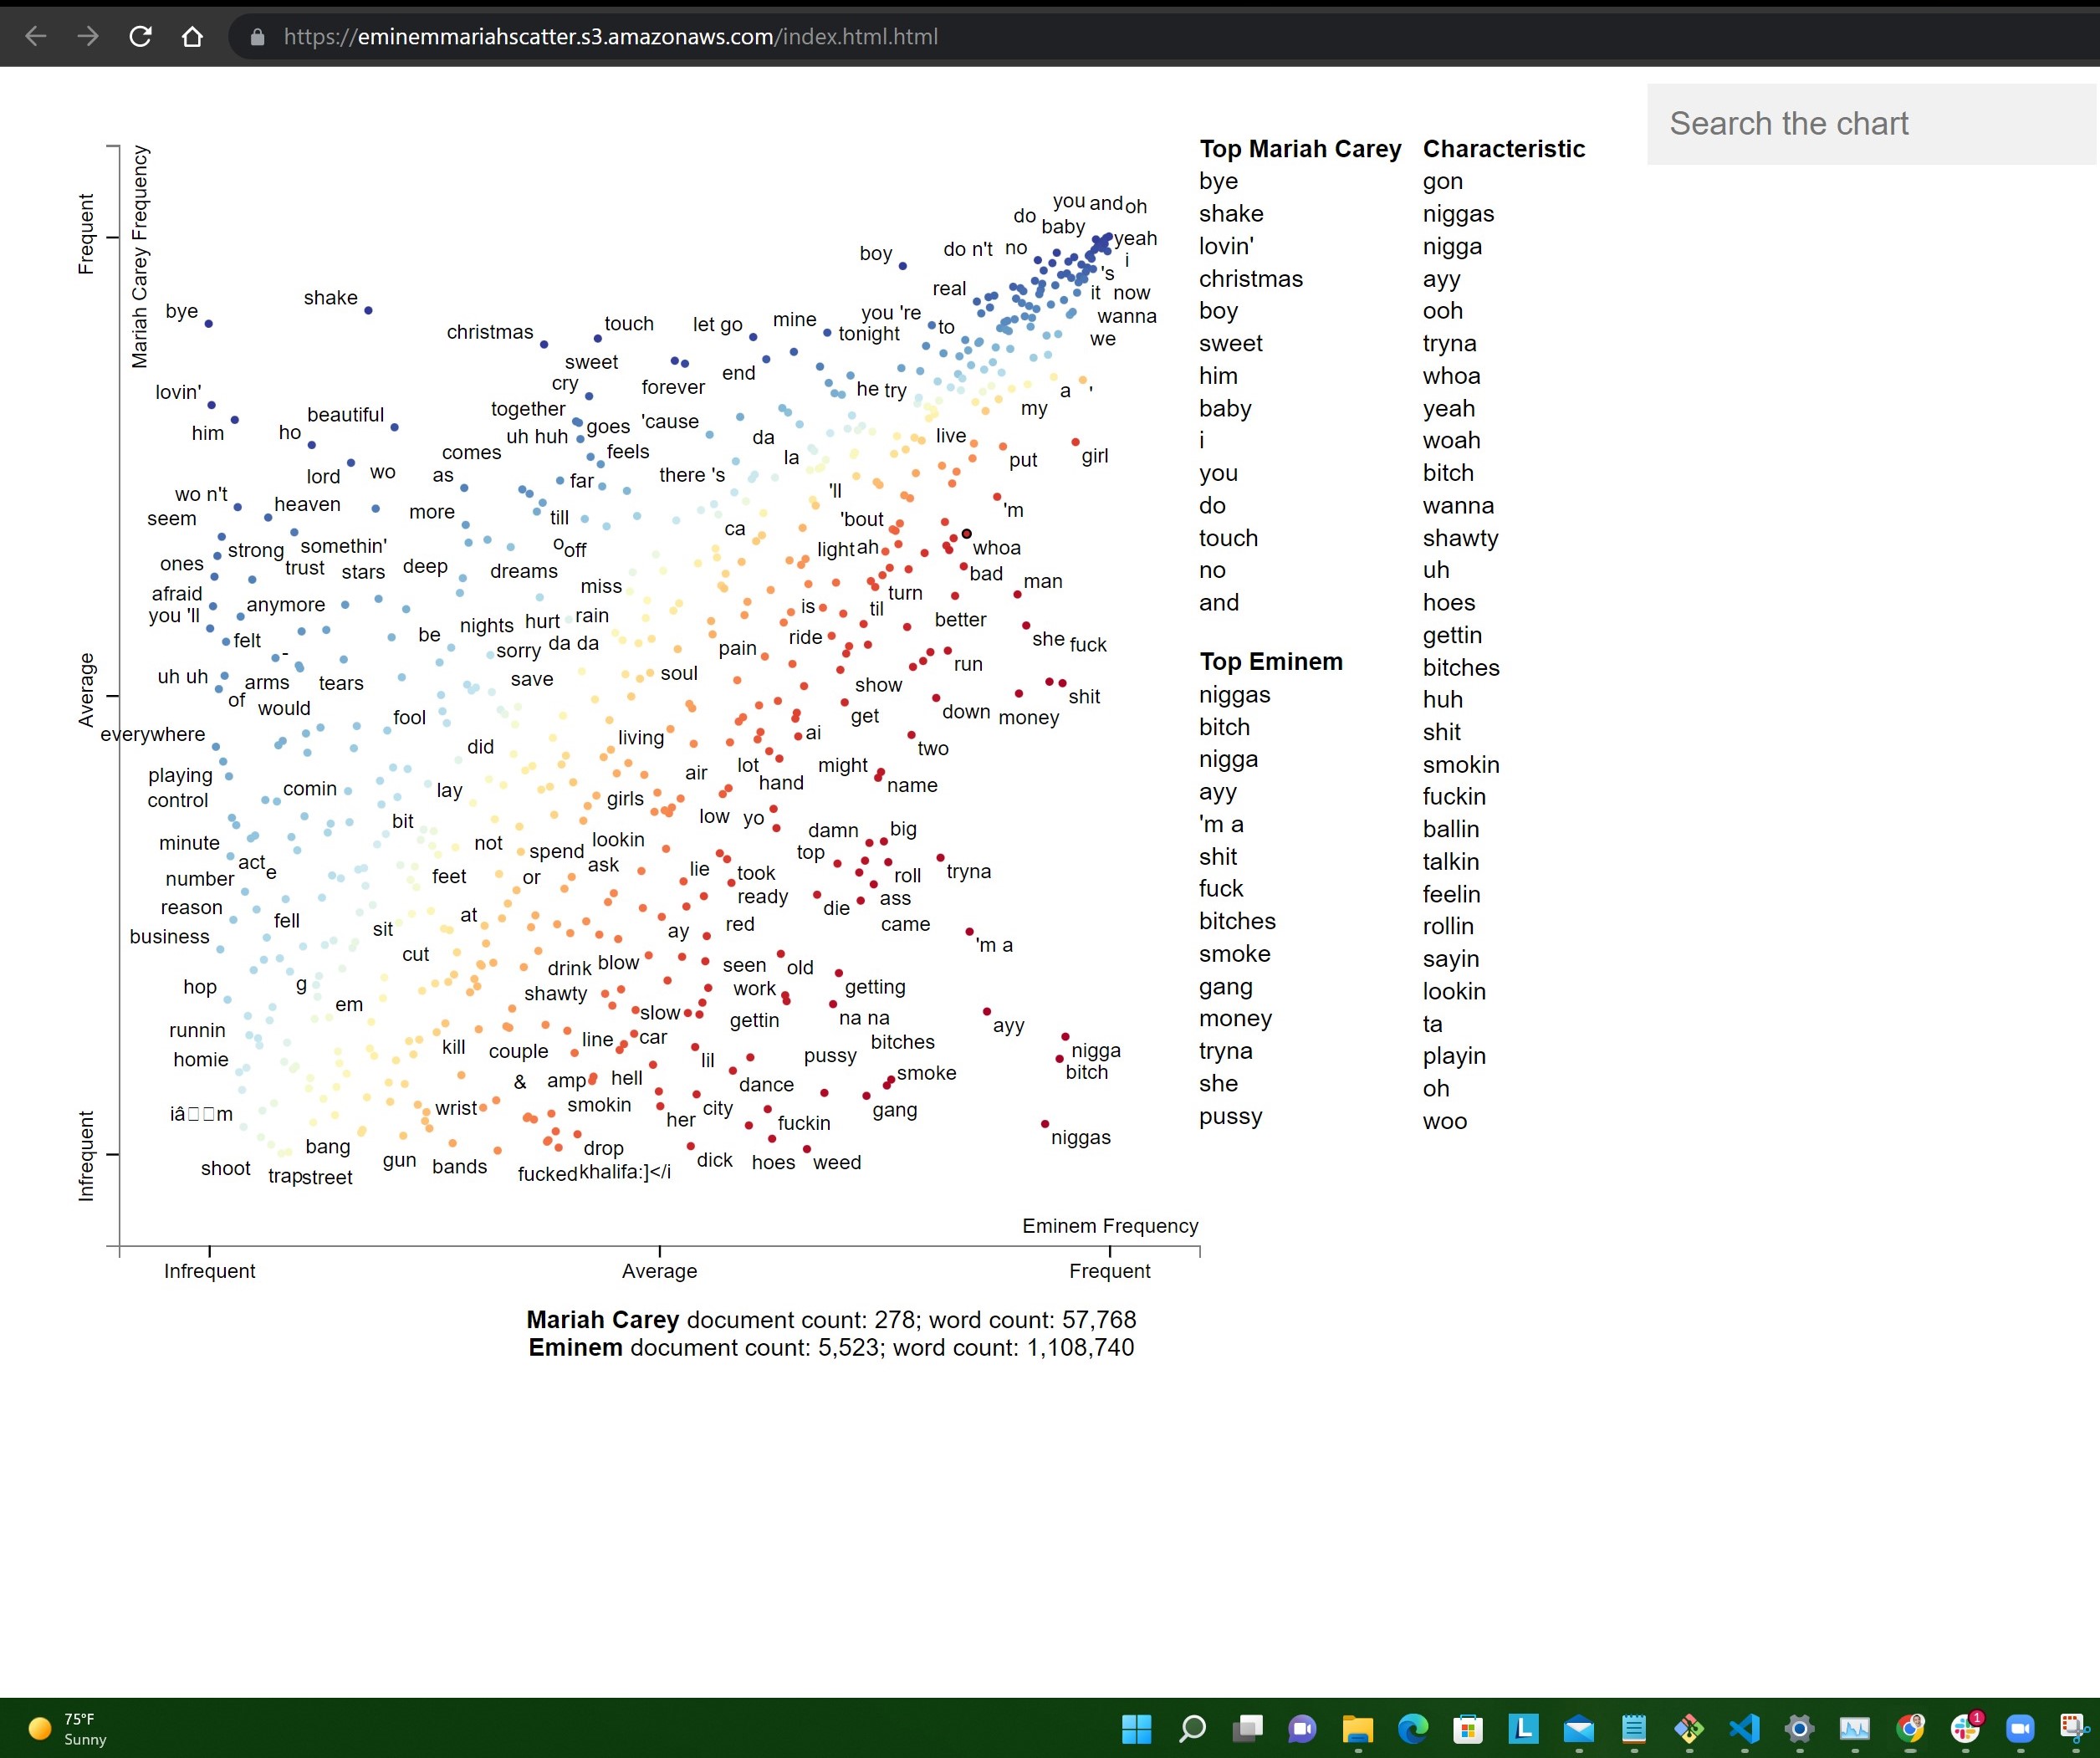 https://eminemmariahscatter.s3.amazonaws.com/index.html.html
Search the chart
Mariah Carey Frequency
Frequent
Average
Infrequent
you and oh
do
baby
yeah
boy
do n't
no
i
's
real
it now
bye
shake
you 're
to
wanna
christmas
touch
let go
mine
tonight
we
sweet
end
cry
forever
he try
a '
lovin'
together
my
beautiful
uh huh
goes
'cause
him
ho
da
live
comes
feels
la
put
girl
lord
wo
as
far
there 's
'll
wo n't
heaven
more
till
'm
seem
'bout
ca
strong
somethin'
o
off
light
ah
whoa
ones
trust
stars
deep
dreams
miss
bad
man
afraid
turn
you 'll
anymore
is
til
better
nights
hurt
rain
be
felt
sorry
da da
ride
she
fuck
-
pain
run
uh uh
arms
tears
save
soul
show
shit
of
would
fool
get
down
money
everywhere
did
living
ai
two
playing
air
lot
might
control
comin
lay
girls
hand
name
bit
low
yo
minute
not
lookin
damn
big
act
e
spend
top
number
feet
or
ask
lie
took
roll
tryna
reason
ready
die
ass
fell
at
red
came
business
sit
ay
'm a
cut
drink
blow
seen
old
hop
g
shawty
work
getting
em
slow
gettin
na na
ayy
runnin
line
car
bitches
homie
kill
couple
lil
pussy
nigga
&
amp
hell
dance
smoke
bitch
iâ▯▯m
wrist
smokin
city
gang
her
fuckin
niggas
bang
drop
shoot
trap
street
gun
bands
fucked
khalifa:]</i
dick
hoes
weed
Eminem Frequency
Infrequent
Average
Frequent
Mariah Carey document count: 278; word count: 57,768
Eminem document count: 5,523; word count: 1,108,740
Top Mariah Carey
bye
shake
lovin'
christmas
boy
sweet
him
baby
i
you
do
touch
no
and
Top Eminem
niggas
bitch
nigga
ayy
'm a
shit
fuck
bitches
smoke
gang
money
tryna
she
pussy
Characteristic
gon
niggas
nigga
ayy
ooh
tryna
whoa
yeah
woah
bitch
wanna
shawty
uh
hoes
gettin
bitches
huh
shit
smokin
fuckin
ballin
talkin
feelin
rollin
sayin
lookin
ta
playin
oh
woo
75°F
Sunny
L
1